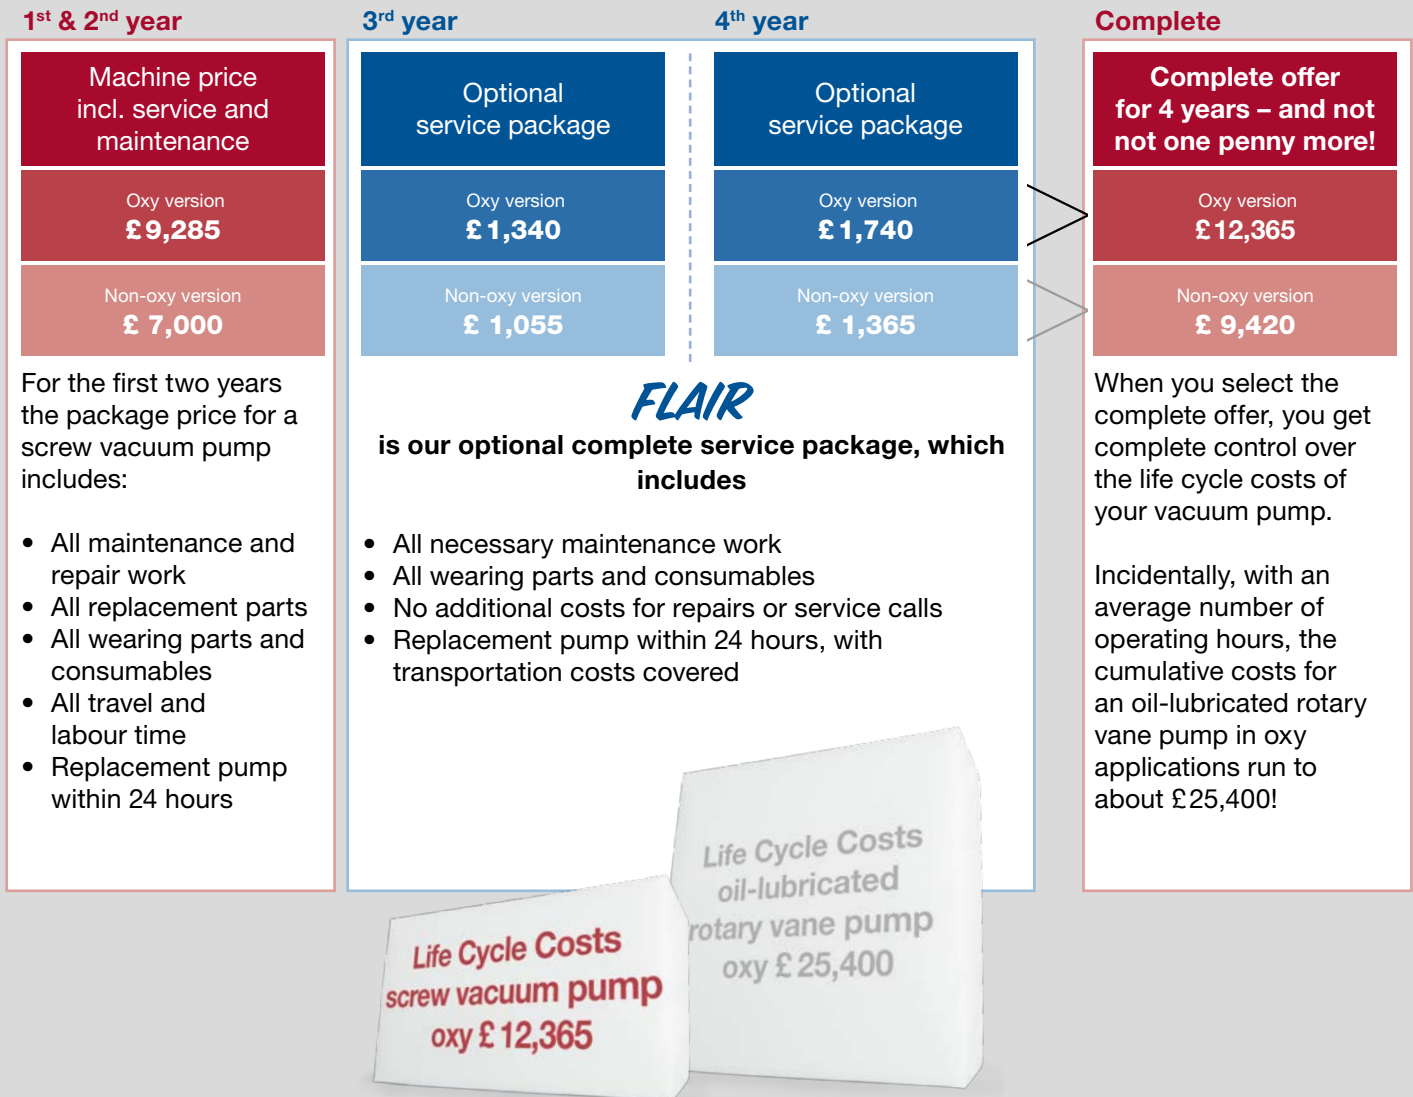 1st & 2nd year
Machine price
incl. service and
maintenance
Oxy version
£9,285
Non-oxy version
£ 7,000
For the first two years
the package price for a
screw vacuum pump
includes:
• All maintenance and
repair work
• All replacement parts
• All wearing parts and
consumables
• All travel and
labour time
• Replacement pump
within 24 hours
3rd year
Optional
service package
Oxy version
£1,340
Non-oxy version
£ 1,055
4th year
Optional
service package
Oxy version
£1,740
Non-oxy version
£ 1,365
FLAIR
is our optional complete service package, which
includes
• All necessary maintenance work
• All wearing parts and consumables
• No additional costs for repairs or service calls
• Replacement pump within 24 hours, with
transportation costs covered
Complete
Complete offer
for 4 years – and not
not one penny more!
Oxy version
£12,365
Non-oxy version
£ 9,420
When you select the
complete offer, you get
complete control over
the life cycle costs of
your vacuum pump.
Incidentally, with an
average number of
operating hours, the
cumulative costs for
an oil-lubricated rotary
vane pump in oxy
applications run to
about £25,400!
Life Cycle Costs
screw vacuum pump
oxy £12,365
Life Cycle Costs
oil-lubricated
rotary vane pump
oxy £25,400